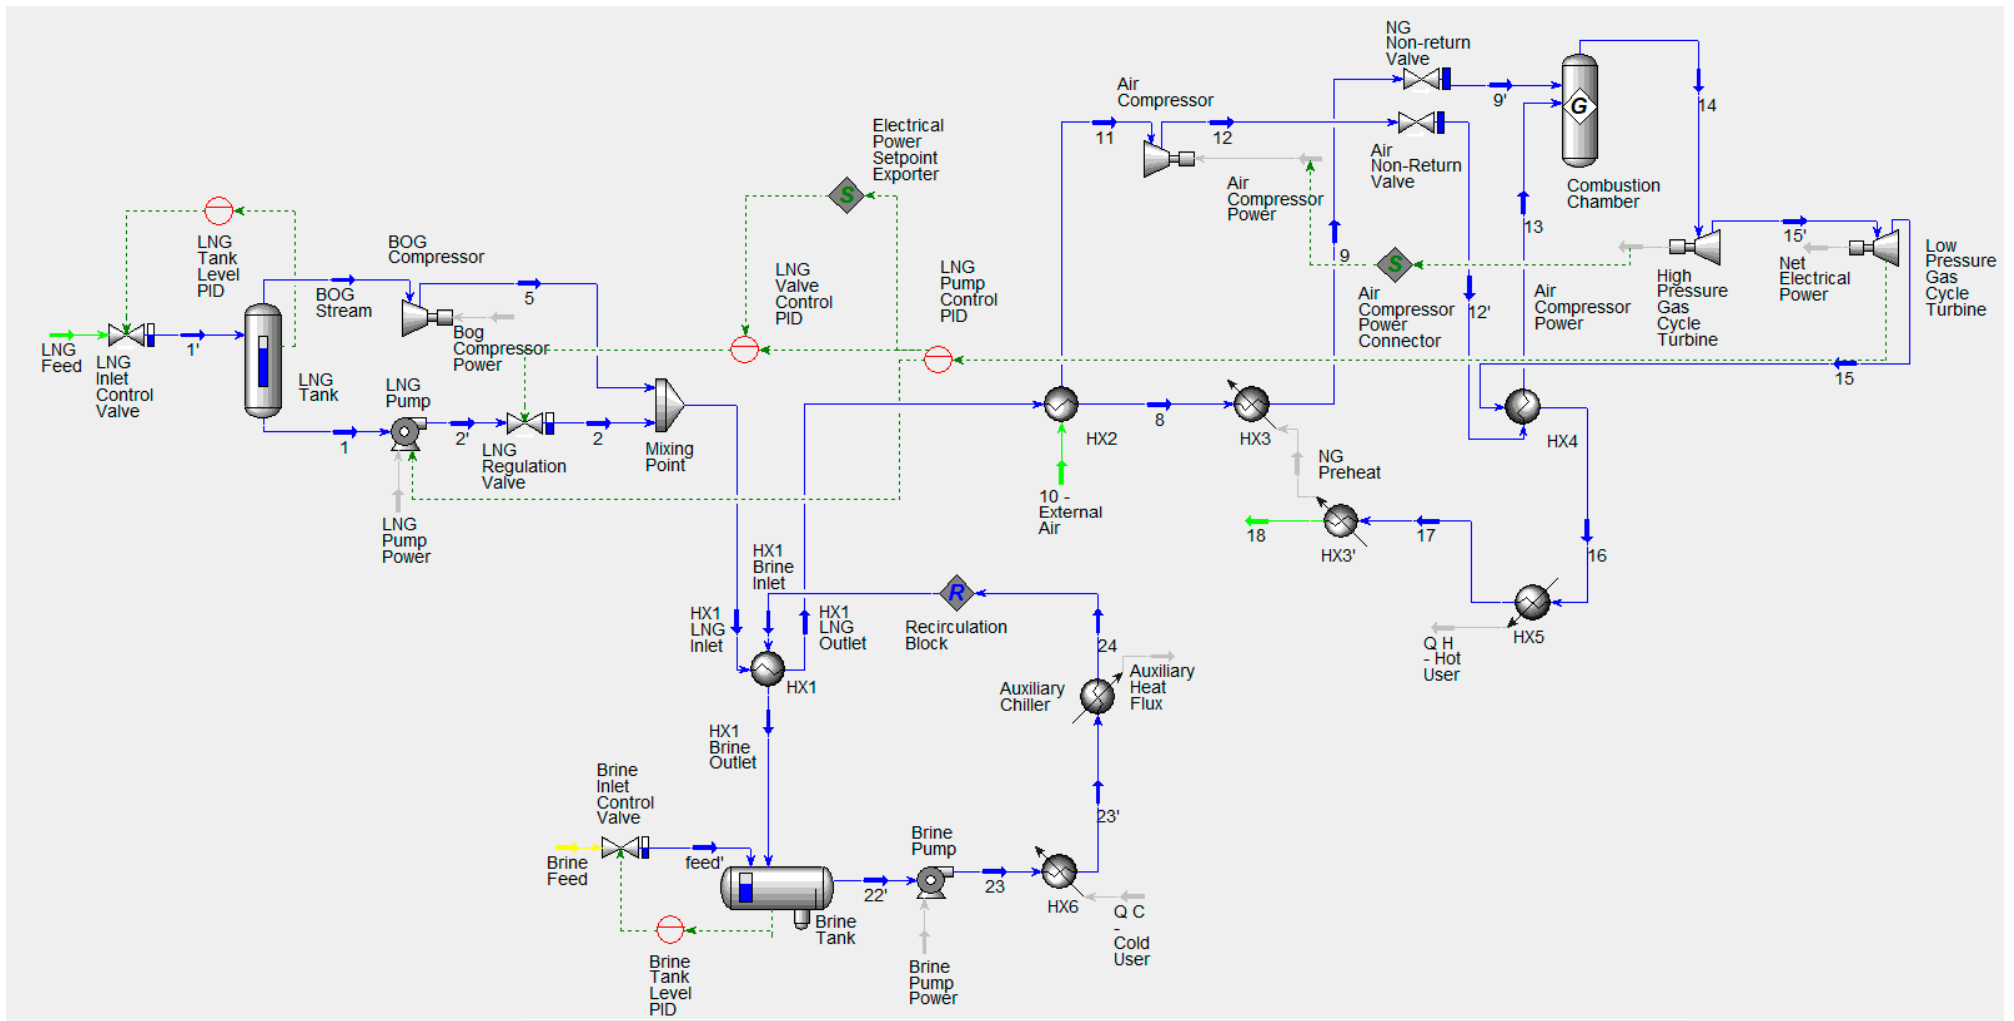 NG
Non-return
Valve
Air
Compressor
9'
G
14
11
12
Electrical
Power
Setpoint
Exporter
S
Air
Non-Return
Valve
Air
Compressor
Power
Combustion
Chamber
13
15'
LNG
Tank
Level
PID
BOG
Compressor
BOG
Stream
5
LNG
Valve
Control
PID
LNG
Pump
Control
PID
9
S
Air
Compressor
Power
Connector
12'
Air
Compressor
Power
High
Pressure
Gas
Cycle
Turbine
Net
Electrical
Power
Low
Pressure
Gas
Cycle
Turbine
LNG
Feed
1'
LNG
Inlet
Control
Valve
LNG
Tank
Bog
Compressor
Power
LNG
Pump
1
2'
2
LNG
Regulation
Valve
Mixing
Point
15
HX2
8
HX3
HX4
LNG
Pump
Power
10 -
External
Air
NG
Preheat
18
HX3'
17
16
HX1
Brine
Inlet
HX1
LNG
Inlet
HX1
LNG
Outlet
R
Recirculation
Block
HX5
Q H
- Hot
User
HX1
24
Auxiliary
Chiller
Auxiliary
Heat
Flux
HX1
Brine
Outlet
Brine
Inlet
Control
Valve
23'
Brine
Feed
feed'
Brine
Pump
22'
23
HX6
Q C
-
Cold
User
Brine
Tank
Brine
Tank
Level
PID
Brine
Pump
Power